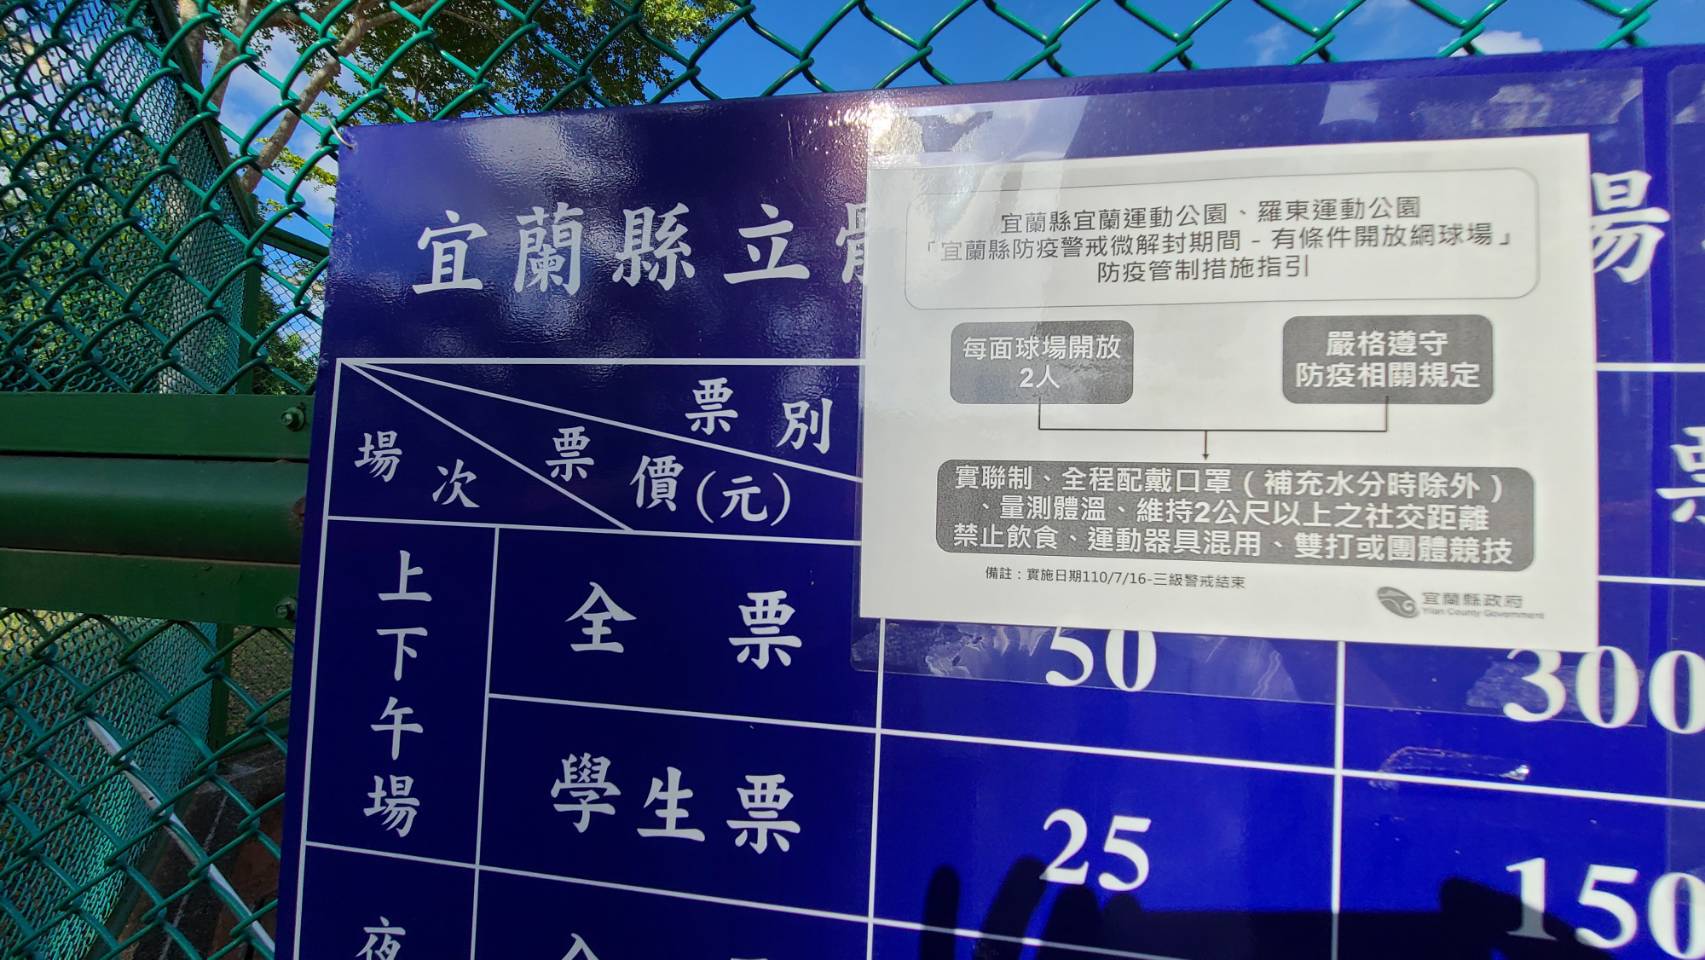 宜蘭縣立
場
宜蘭縣宜蘭運動公園、羅東運動公園
「宜蘭縣防疫警戒微解封期間 - 有條件開放網球場」
防疫管制措施指引
每面球場開放
2人
嚴格遵守
防疫相關規定
實聯制、全程配戴口罩（補充水分時除外）
、量測體溫、維持2公尺以上之社交距離
禁止飲食、運動器具混用、雙打或團體競技
備註：實施日期110/7/16-三級警戒結束
宜蘭縣政府
Yilan County Government
票別
票價(元)
場次
票
上下午場
全票
50
300
學生票
25
150
夜